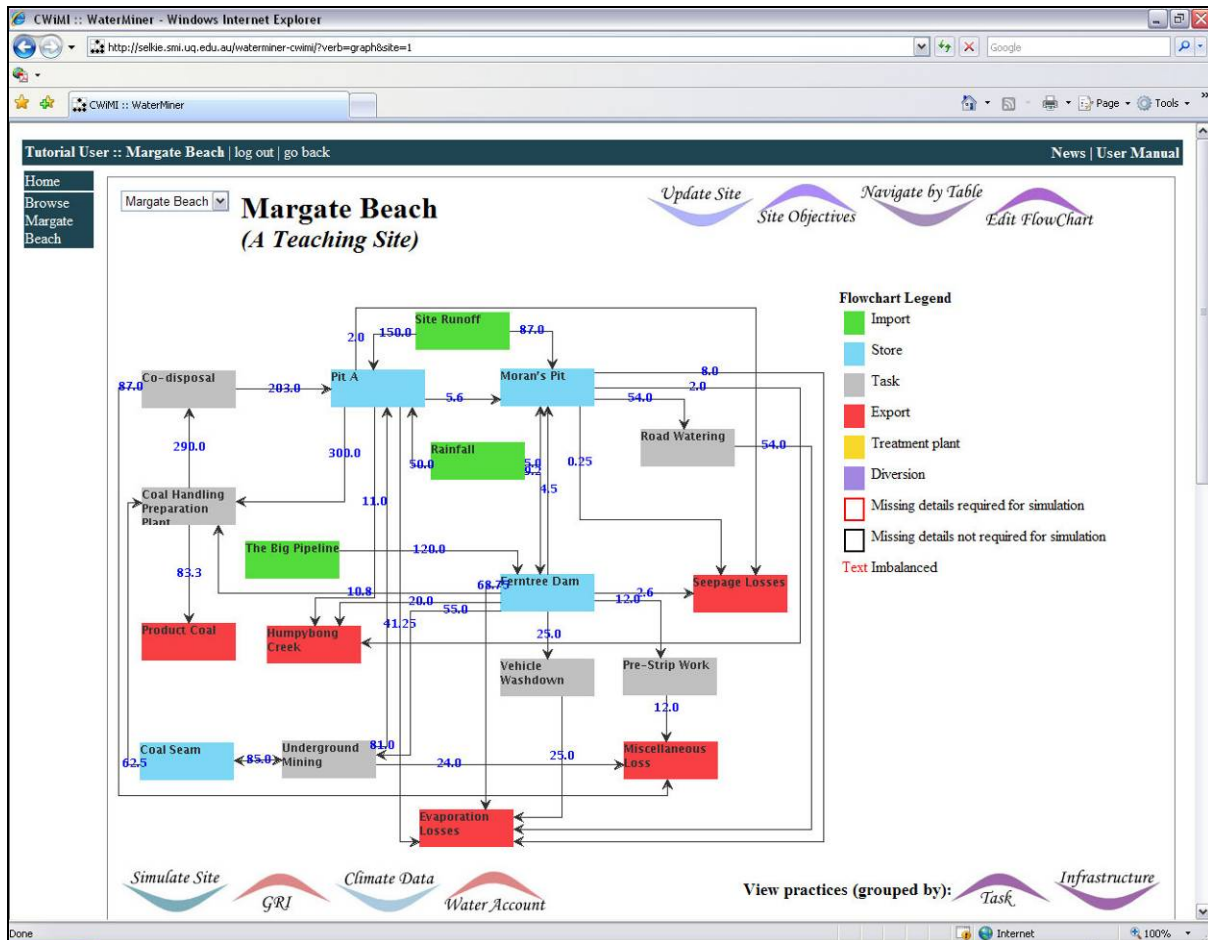 CWiMI :: WaterMiner - Windows Internet Explorer
http://selkie.smi.uq.edu.au/waterminer-cwimi/?verb=graph&site=1
Google
CWiMI :: WaterMiner
Page
Tools
Tutorial User :: Margate Beach | log out | go back
News | User Manual
Home
Browse
Margate
Beach
Margate Beach
Margate Beach
(A Teaching Site)
Update Site
Site Objectives
Navigate by Table
Edit FlowChart
Flowchart Legend
Import
Store
Task
Export
Treatment plant
Diversion
Missing details required for simulation
Missing details not required for simulation
Text Imbalanced
Site Runoff
2.0
150.0
87.0
Co-disposal
Pit A
Moran's Pit
8.0
87.0
203.0
2.0
5.6
54.0
Road Watering
54.0
290.0
300.0
Rainfall
50.0
0.25
4.5
Coal Handling
Preparation
Plant
11.0
The Big Pipeline
120.0
83.3
10.8
68.75
Ferntree Dam
2.6
Seepage Losses
20.0
12.0
55.0
41.25
Product Coal
Humpybong
Creek
25.0
Vehicle
Washdown
Pre-Strip Work
12.0
Coal Seam
Underground
Mining
81.0
Miscellaneous
Loss
62.5
85.0
24.0
25.0
Evaporation
Losses
Simulate Site
GRI
Climate Data
Water Account
View practices (grouped by):
Task
Infrastructure
Done
Internet
100%